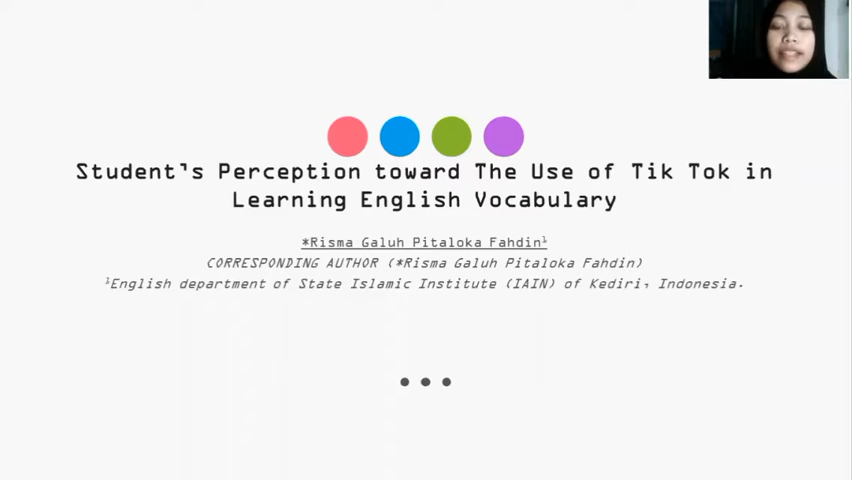 Student's Perception toward The Use of Tik Tok in
Learning English Vocabulary
*Risma Galuh Pitaloka Fahdin¹
CORRESPONDING AUTHOR (*Risma Galuh Pitaloka Fahdin)
¹English department of State Islamic Institute (IAIN) of Kediri, Indonesia.